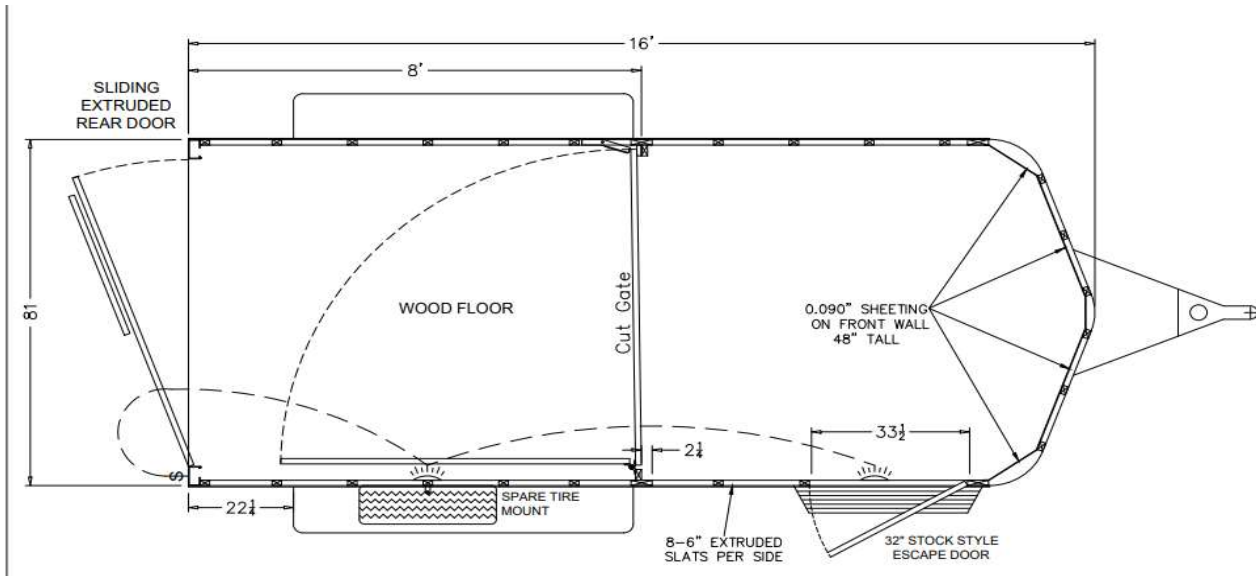 16'
8'
SLIDING
EXTRUDED
REAR DOOR
81
WOOD FLOOR
Cut Gate
0.090" SHEETING
ON FRONT WALL
48" TALL
33½
2¼
S
22¼
SPARE TIRE
MOUNT
8-6" EXTRUDED
SLATS PER SIDE
32" STOCK STYLE
ESCAPE DOOR